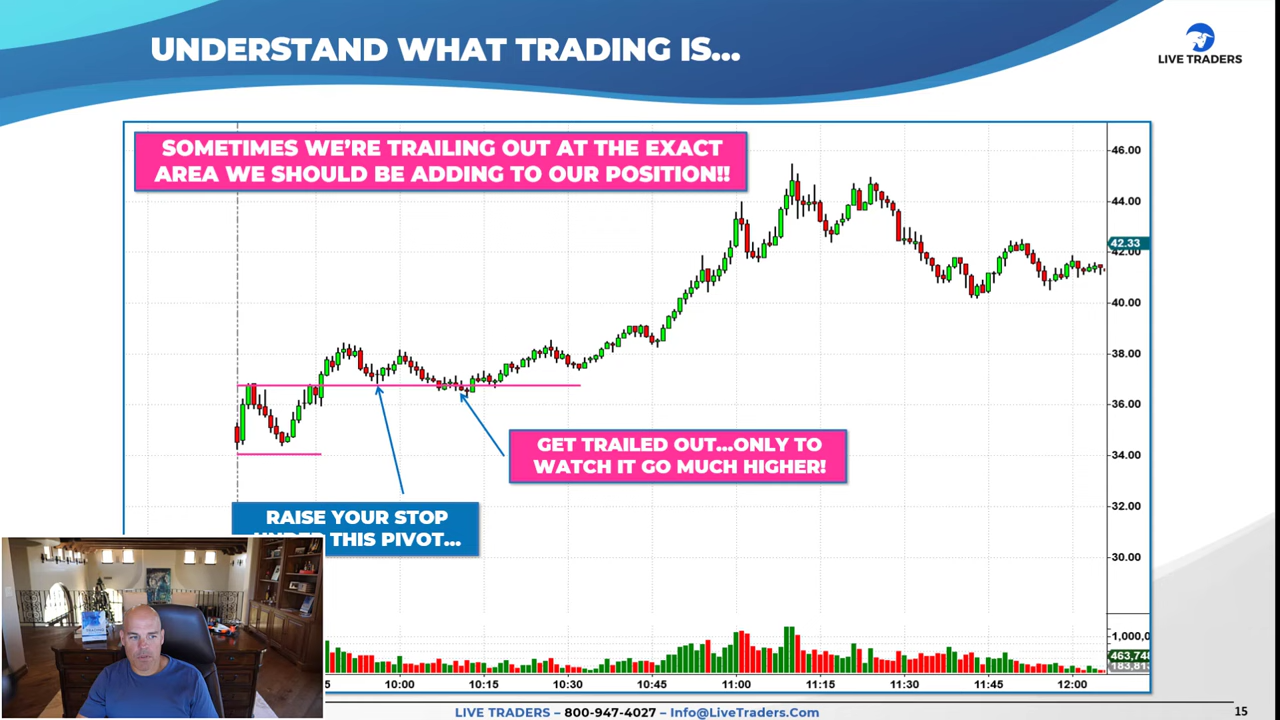 UNDERSTAND WHAT TRADING IS...
LIVE TRADERS
SOMETIMES WE'RE TRAILING OUT AT THE EXACT
AREA WE SHOULD BE ADDING TO OUR POSITION!!
46.00
44.00
42.33
42.00
40.00
38.00
36.00
34.00
32.00
30.00
GET TRAILED OUT...ONLY TO
WATCH IT GO MUCH HIGHER!
RAISE YOUR STOP
THIS PIVOT...
1,000,0
463,748
183,813
5 10:00 10:15 10:30 10:45 11:00 11:15 11:30 11:45 12:00
LIVE TRADERS – 800-947-4027 – Info@LiveTraders.Com
15